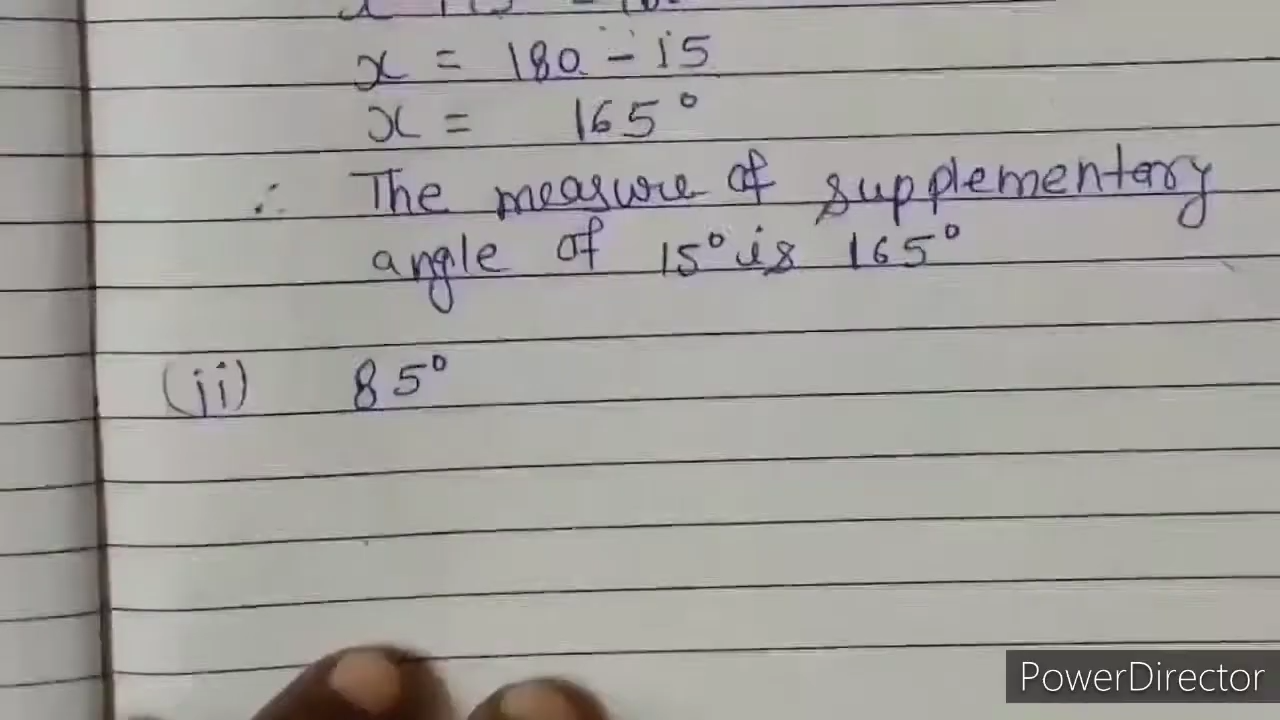 x = 180 - 15
x = 165°
∴ The measure of supplementary
angle of 15° is 165°
(ii) 85°
PowerDirector